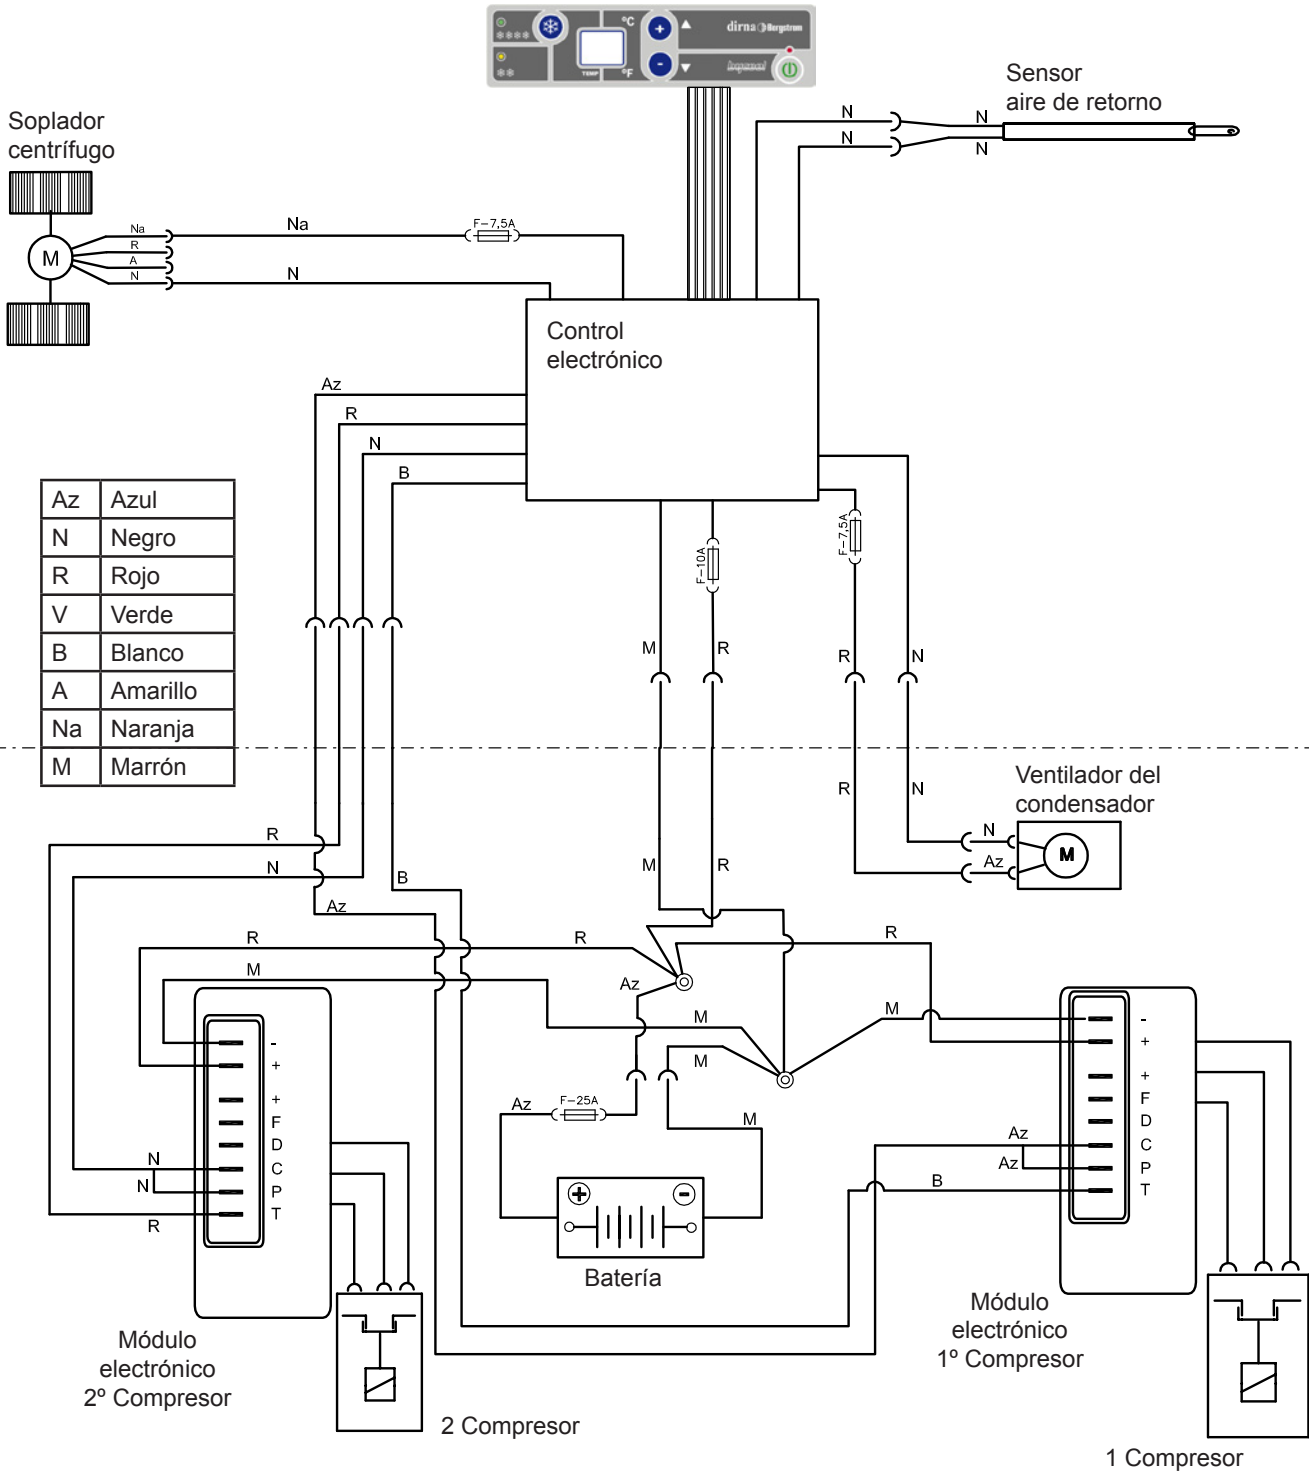 °C
dirna Bergstrom
TEMP
°F
Sensor
aire de retorno
Soplador
centrífugo
N
N
N
N
Na
R
A
N
Na
F-7,5A
N
M
Control
electrónico
Az
R
N
B
Az Azul
N Negro
R Rojo
V Verde
B Blanco
A Amarillo
Na Naranja
M Marrón
F-10A
F-7,5A
M
R
R
N
R
N
Ventilador del
condensador
N
Az
M
R
N
B
Az
M
R
R
R
R
M
Az
M
M
M
-
+
+
F
D
C
P
T
N
N
R
Az
F-25A
M
+
-
Batería
-
+
+
F
D
C
P
T
Az
Az
B
Módulo
electrónico
2º Compresor
2 Compresor
Módulo
electrónico
1º Compresor
1 Compresor